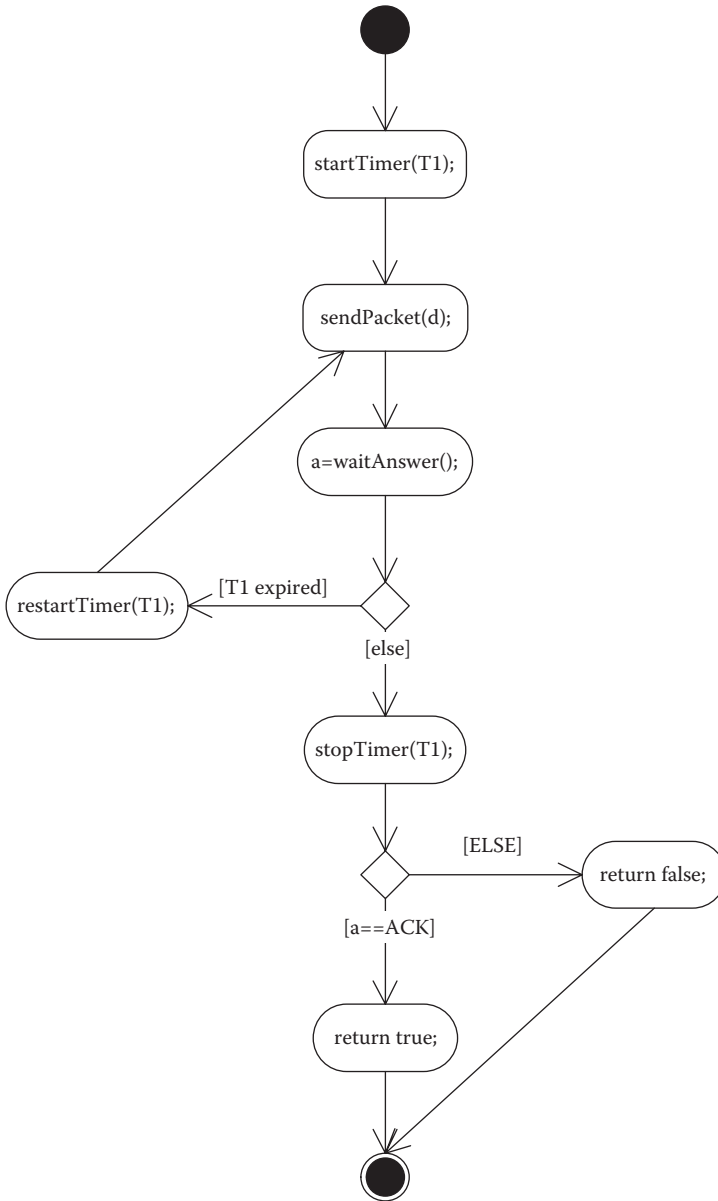 startTimer(T1);
sendPacket(d);
a=waitAnswer();
[T1 expired]
restartTimer(T1);
[else]
stopTimer(T1);
[ELSE]
return false;
[a==ACK]
return true;